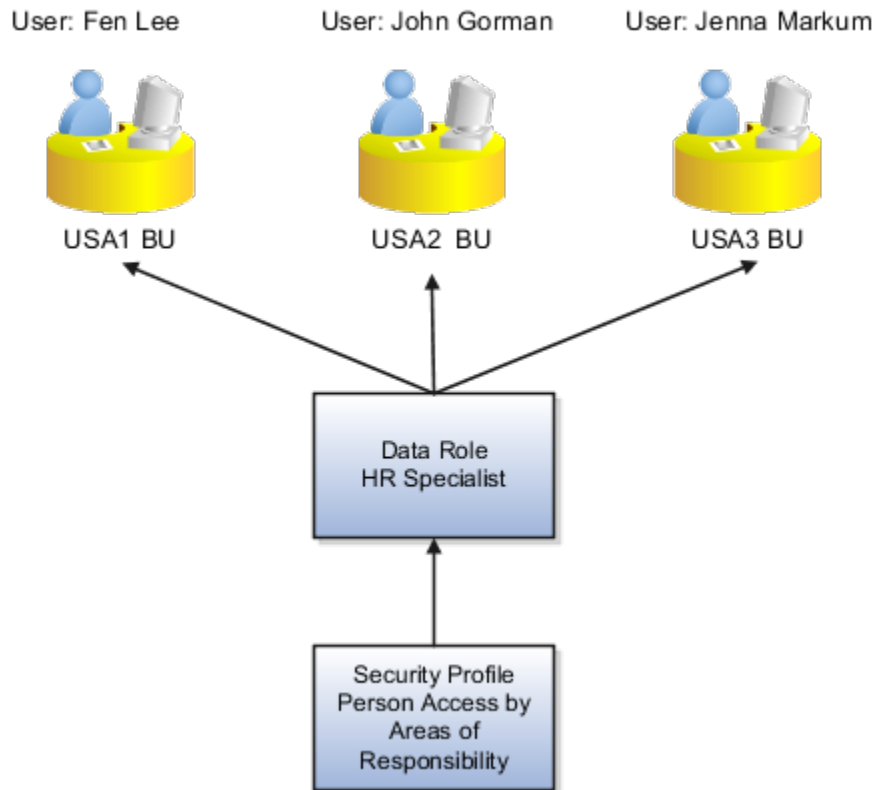 User: Fen Lee
User: John Gorman
User: Jenna Markum
USA1 BU
USA2 BU
USA3 BU
Data Role
HR Specialist
Security Profile
Person Access by
Areas of
Responsibility